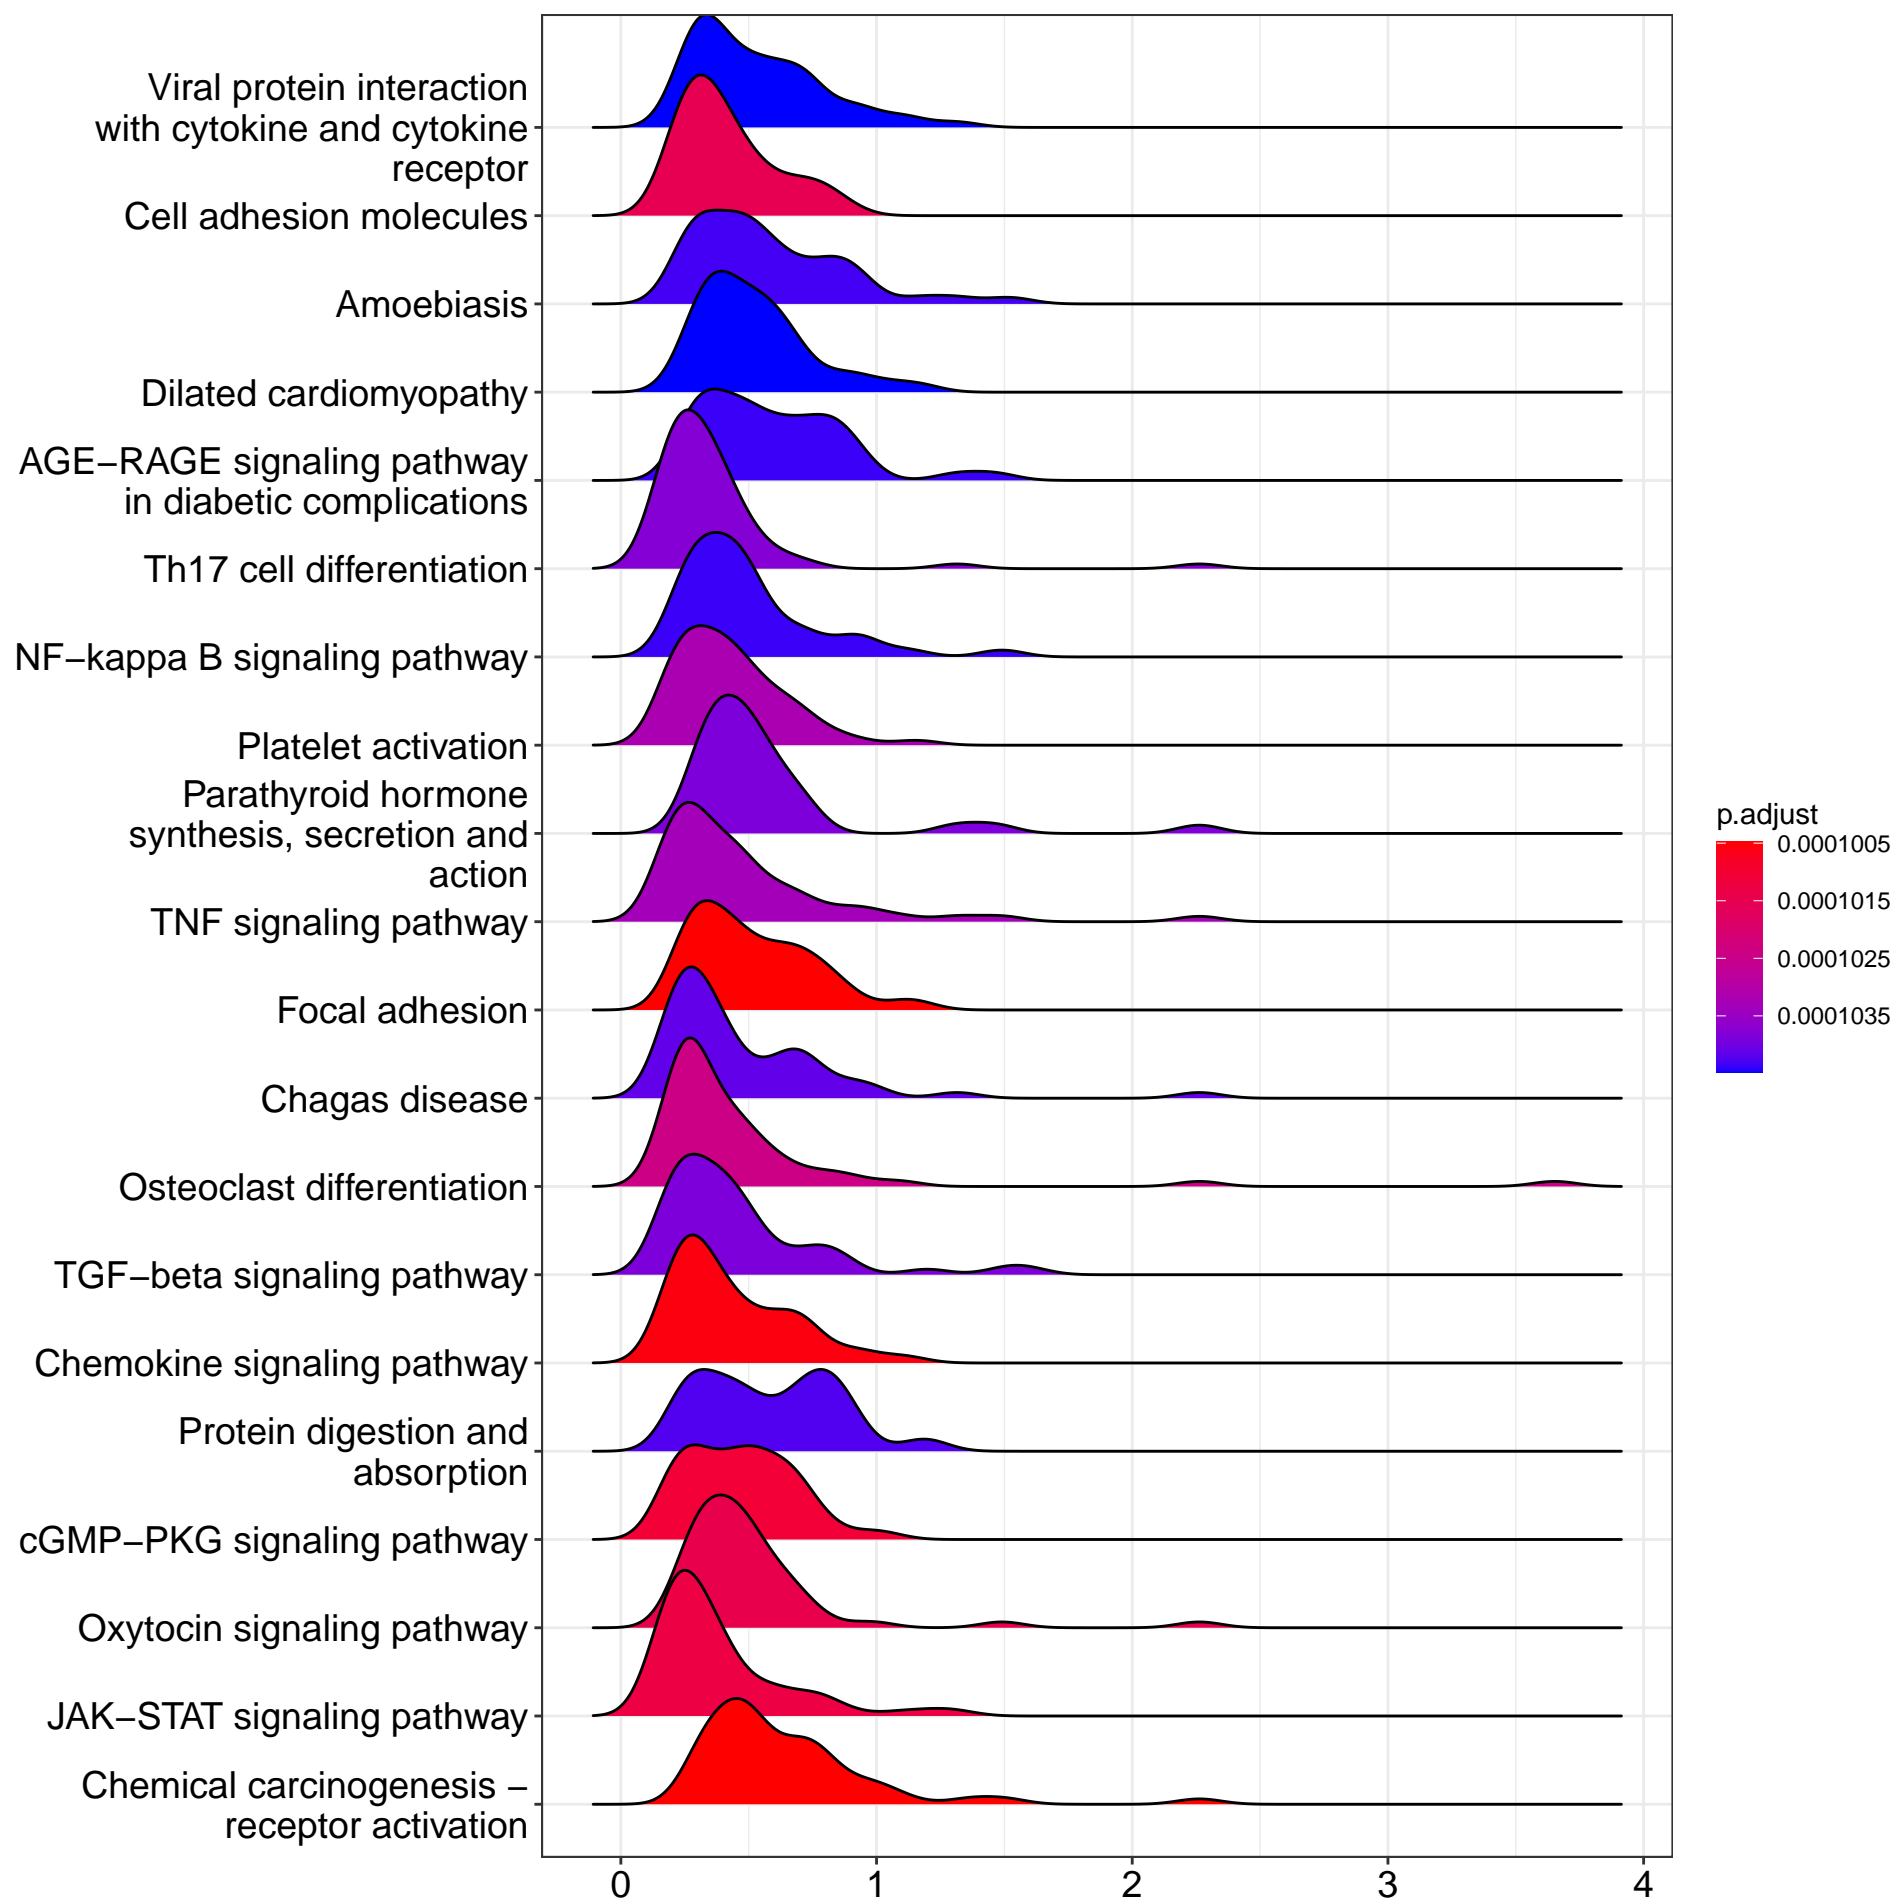 Viral protein interaction
with cytokine and cytokine
receptor
Cell adhesion molecules
Amoebiasis
Dilated cardiomyopathy
AGE−RAGE signaling pathway
in diabetic complications
Th17 cell differentiation
NF−kappa B signaling pathway
Platelet activation
Parathyroid hormone
synthesis, secretion and
action
TNF signaling pathway
Focal adhesion
Chagas disease
Osteoclast differentiation
TGF−beta signaling pathway
Chemokine signaling pathway
Protein digestion and
absorption
cGMP−PKG signaling pathway
Oxytocin signaling pathway
JAK−STAT signaling pathway
Chemical carcinogenesis −
receptor activation
0 1 2 3 4
p.adjust
0.0001005
0.0001015
0.0001025
0.0001035